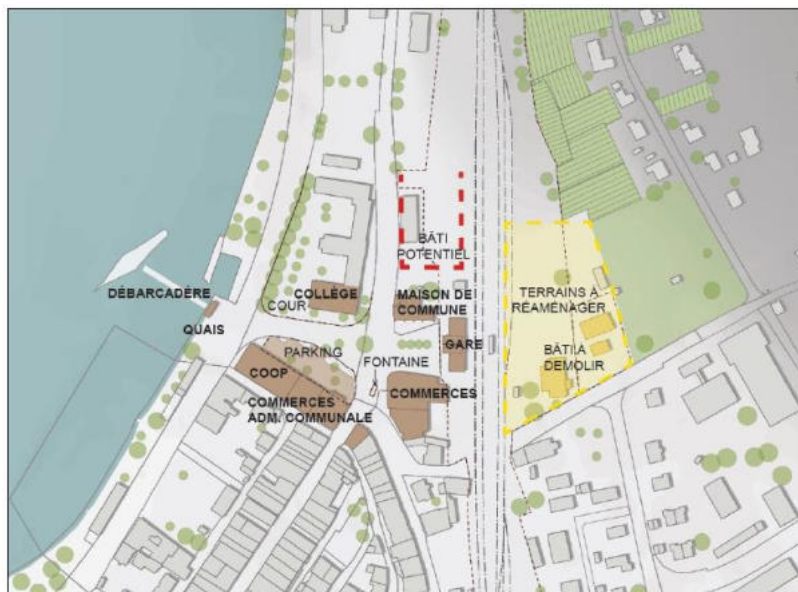 BÂTI
POTENTIEL
DÉBARCADÈRE
COLLÈGE
MAISON DE
COMMUNE
TERRAINS A
RÉAMÉNAGER
COUR
QUAIS
GARE
PARKING
FONTAINE
BÂTI A
DEMOLIR
COOP
COMMERCES
COMMERCES
ADM. COMMUNALE